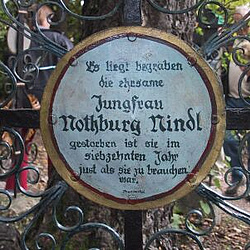 Es liegt begraben
die ehrsame
Jungfrau
Nothburg Nindl
gestorben ist sie im
siebzehnten Jahr
just als sie zu brauchen
war.